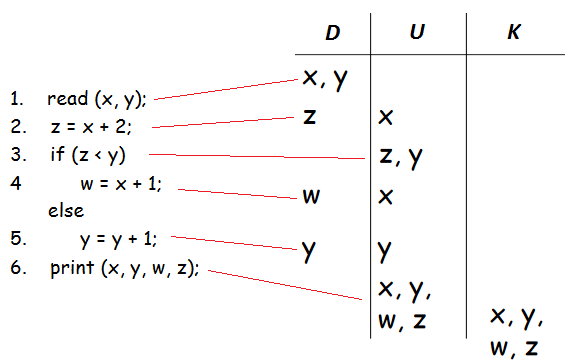 D U K
x, y
1. read (x, y);
2. z = x + 2; z x
3. if (z < y) z, y
4 w = x + 1; w x
else
5. y = y + 1; y y
6. print (x, y, w, z);
x, y,
w, z
x, y,
w, z